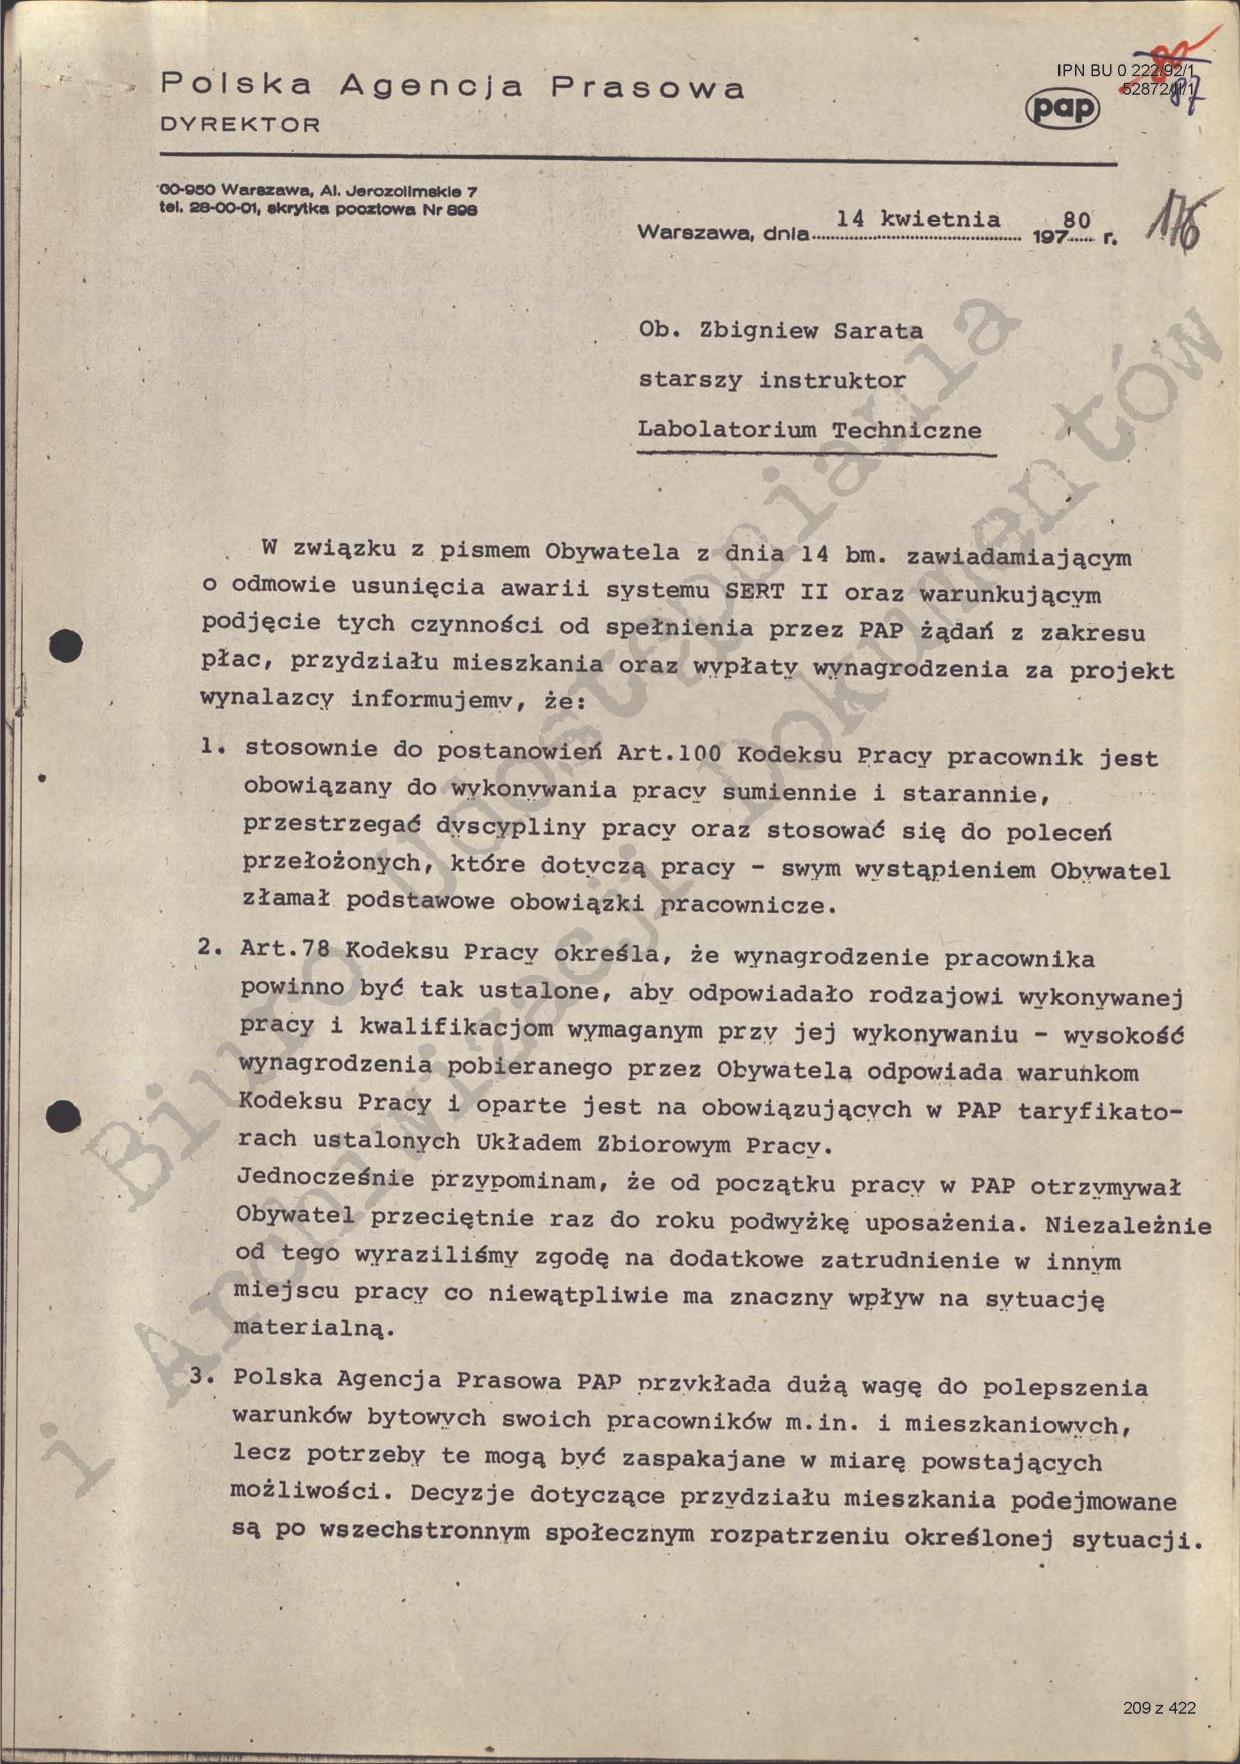 IPN BU 0 222/92/1
52872/II/1
87
Polska Agencja Prasowa
pap
DYREKTOR
00-950 Warszawa, Al. Jerozolimskie 7
tel. 28-00-01, skrytka pocztowa Nr 898
Warszawa, dnia 14 kwietnia 197 80 r.
176
Ob. Zbigniew Sarata
starszy instruktor
Labolatorium Techniczne
W związku z pismem Obywatela z dnia 14 bm. zawiadamiającym
o odmowie usunięcia awarii systemu SERT II oraz warunkującym
podjęcie tych czynności od spełnienia przez PAP żądań z zakresu
płac, przydziału mieszkania oraz wypłaty wynagrodzenia za projekt
wynalazcy informujemy, że:
1. stosownie do postanowień Art.100 Kodeksu Pracy pracownik jest
obowiązany do wykonywania pracy sumiennie i starannie,
przestrzegać dyscypliny pracy oraz stosować się do poleceń
przełożonych, które dotyczą pracy - swym wystąpieniem Obywatel
złamał podstawowe obowiązki pracownicze.
2. Art.78 Kodeksu Pracy określa, że wynagrodzenie pracownika
powinno być tak ustalone, aby odpowiadało rodzajowi wykonywanej
pracy i kwalifikacjom wymaganym przy jej wykonywaniu - wysokość
wynagrodzenia pobieranego przez Obywatela odpowiada warunkom
Kodeksu Pracy i oparte jest na obowiązujących w PAP taryfikato-
rach ustalonych Układem Zbiorowym Pracy.
Jednocześnie przypominam, że od początku pracy w PAP otrzymywał
Obywatel przeciętnie raz do roku podwyżkę uposażenia. Niezależnie
od tego wyraziliśmy zgodę na dodatkowe zatrudnienie w innym
miejscu pracy co niewątpliwie ma znaczny wpływ na sytuację
materialną.
3. Polska Agencja Prasowa PAP przykłada dużą wagę do polepszenia
warunków bytowych swoich pracowników m.in. i mieszkaniowych,
lecz potrzeby te mogą być zaspakajane w miarę powstających
możliwości. Decyzje dotyczące przydziału mieszkania podejmowane
są po wszechstronnym społecznym rozpatrzeniu określonej sytuacji.
Biuro Udostępniania
i Archiwizacji Dokumentów
209 z 422